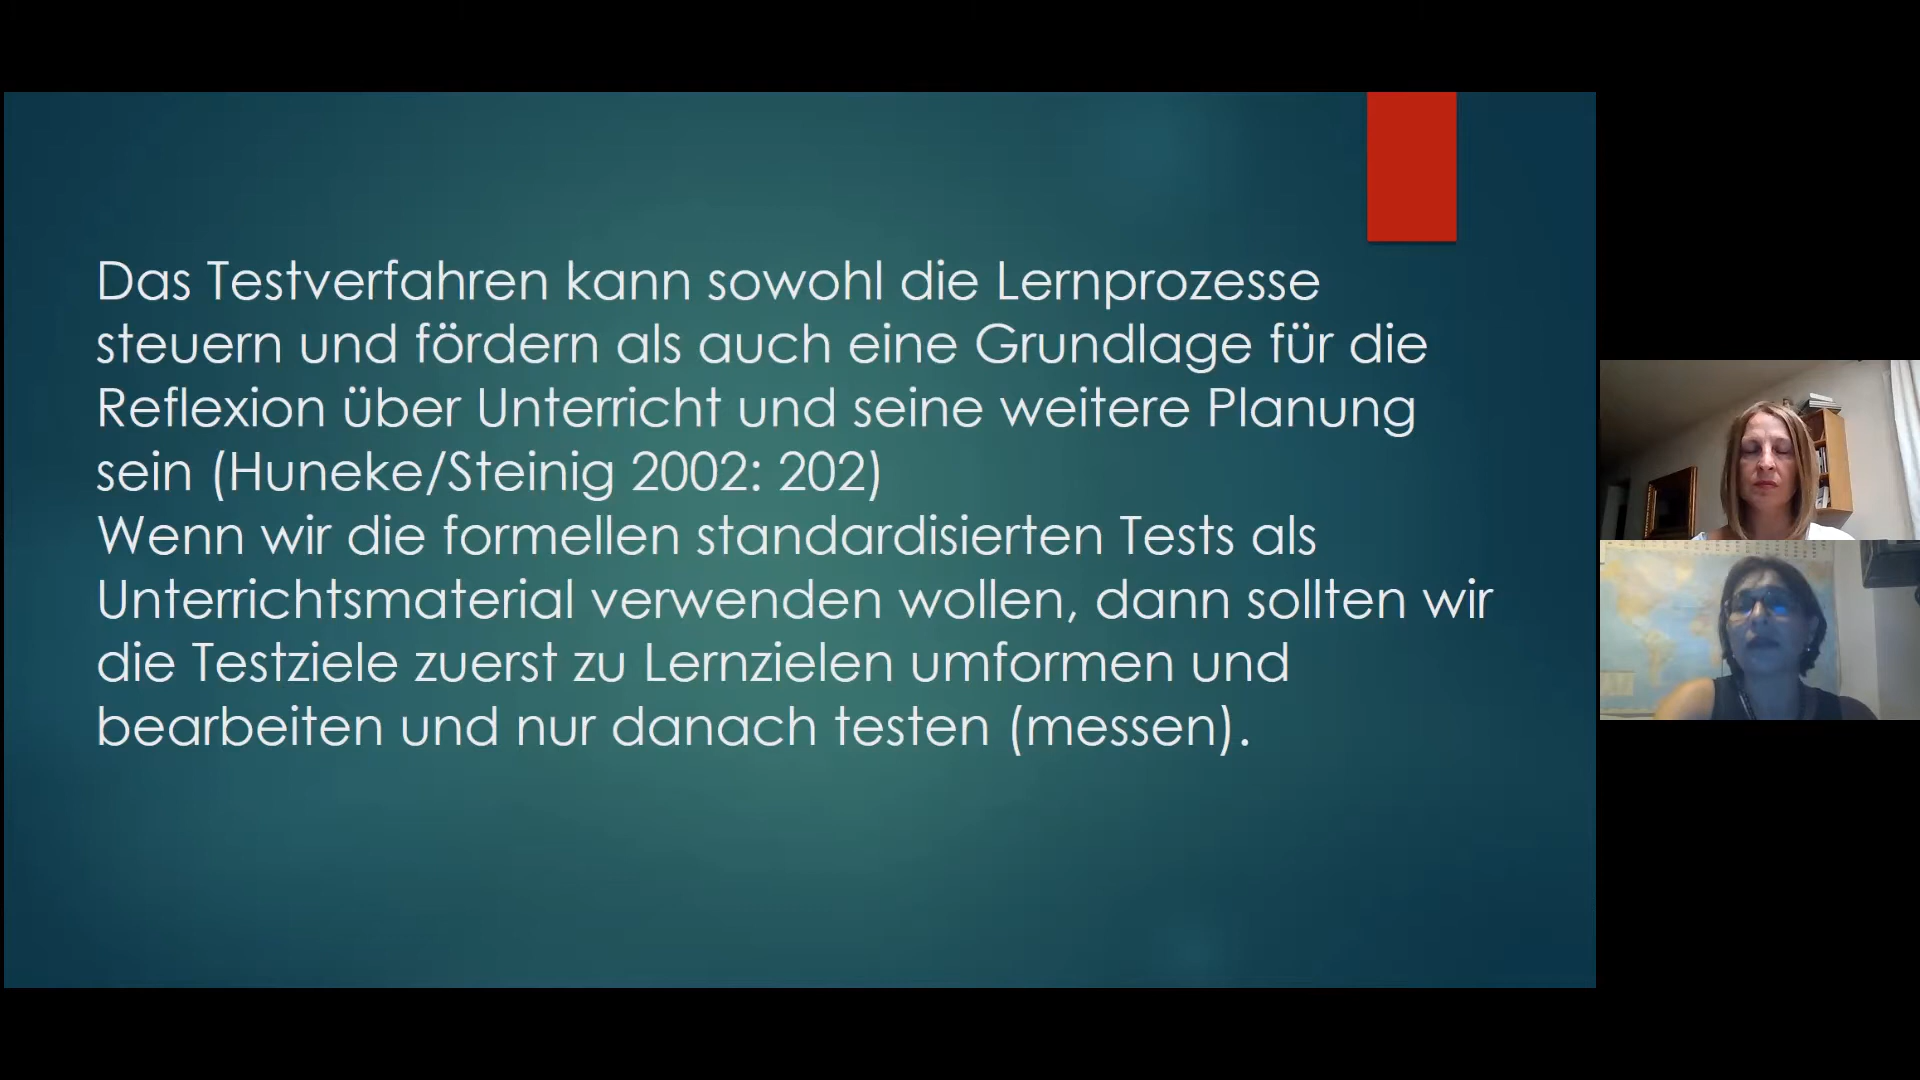 Das Testverfahren kann sowohl die Lernprozesse
steuern und fördern als auch eine Grundlage für die
Reflexion über Unterricht und seine weitere Planung
sein (Huneke/Steinig 2002: 202)
Wenn wir die formellen standardisierten Tests als
Unterrichtsmaterial verwenden wollen, dann sollten wir
die Testziele zuerst zu Lernzielen umformen und
bearbeiten und nur danach testen (messen).